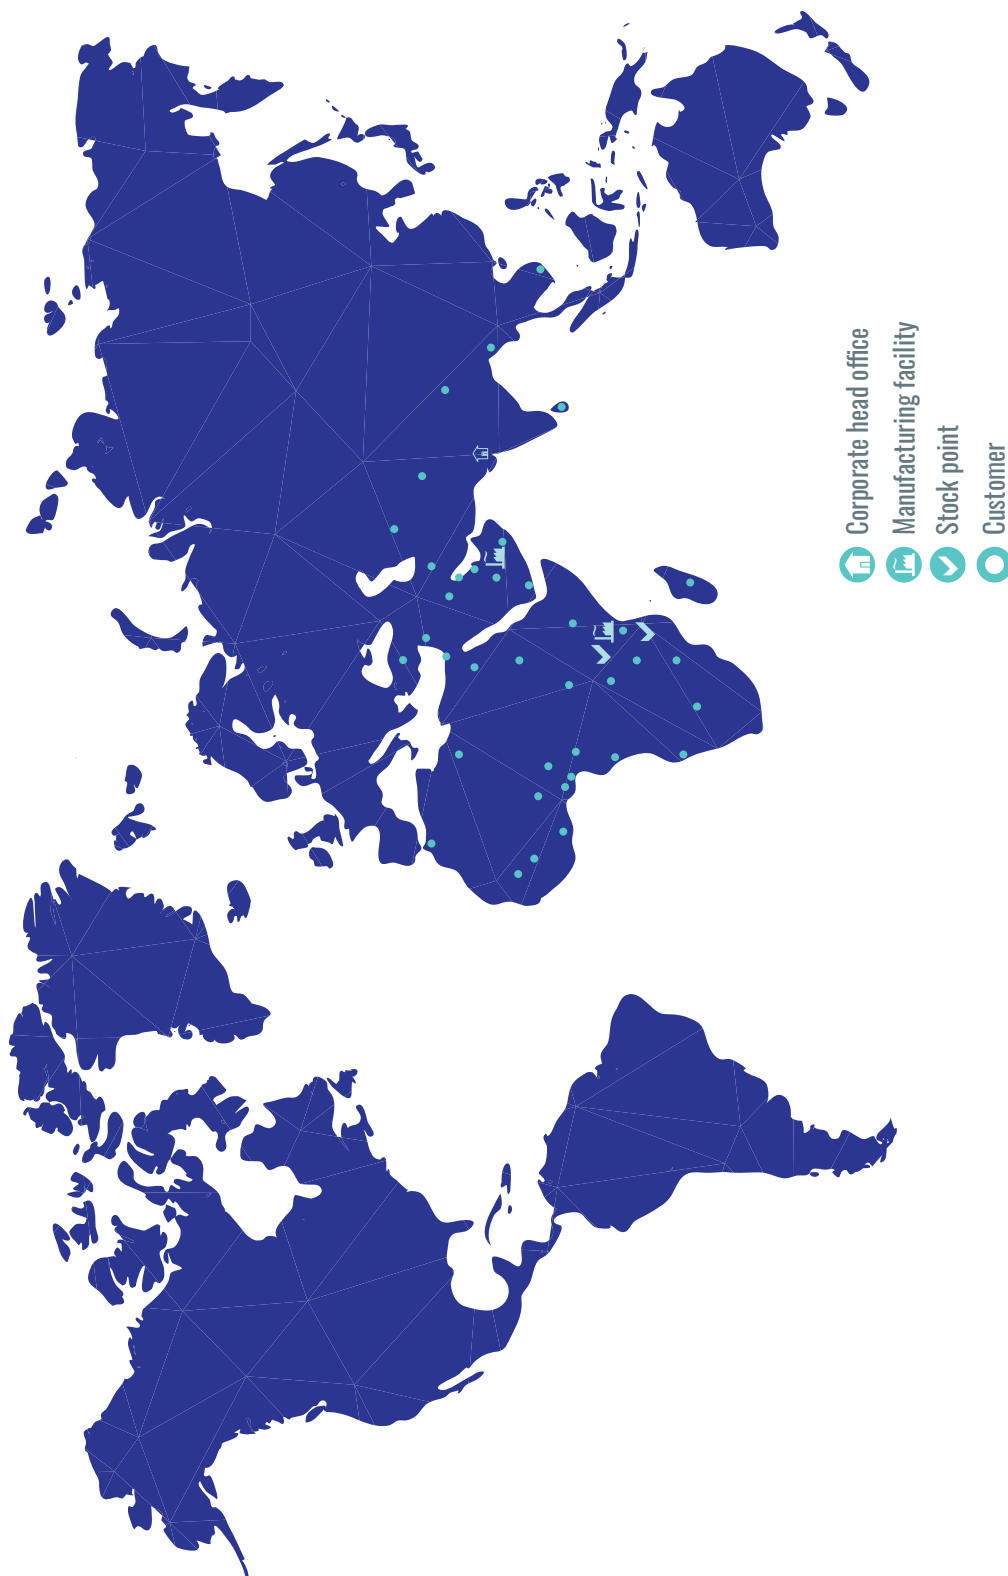 Corporate head office
Manufacturing facility
Stock point
Customer